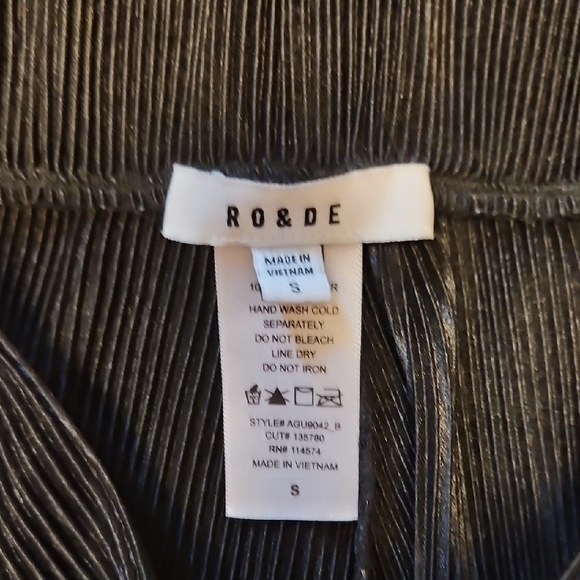 RO&DE
MADE IN
VIETNAM
S
10
R
HAND WASH COLD
SEPARATELY
DO NOT BLEACH
LINE DRY
DO NOT IRON
STYLE# AGU9042_B
CUT# 135780
RN# 114574
MADE IN VIETNAM
S